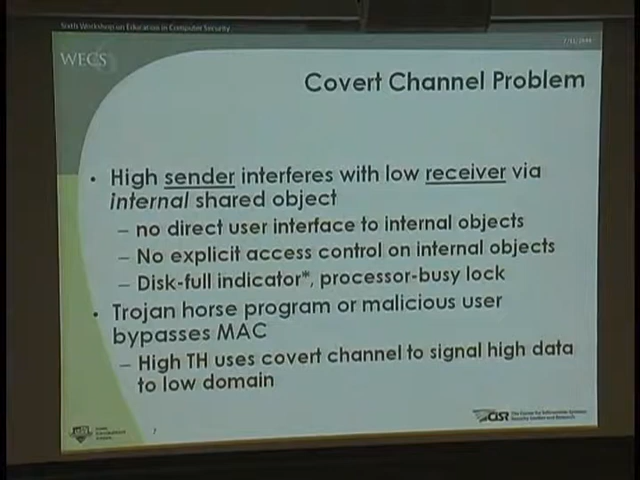 Sixth Workshop on Education in Computer Security
WECS
Covert Channel Problem
• High sender interferes with low receiver via
internal shared object
– no direct user interface to internal objects
– No explicit access control on internal objects
– Disk-full indicator*, processor-busy lock
• Trojan horse program or malicious user
bypasses MAC
– High TH uses covert channel to signal high data
to low domain
7
CISR